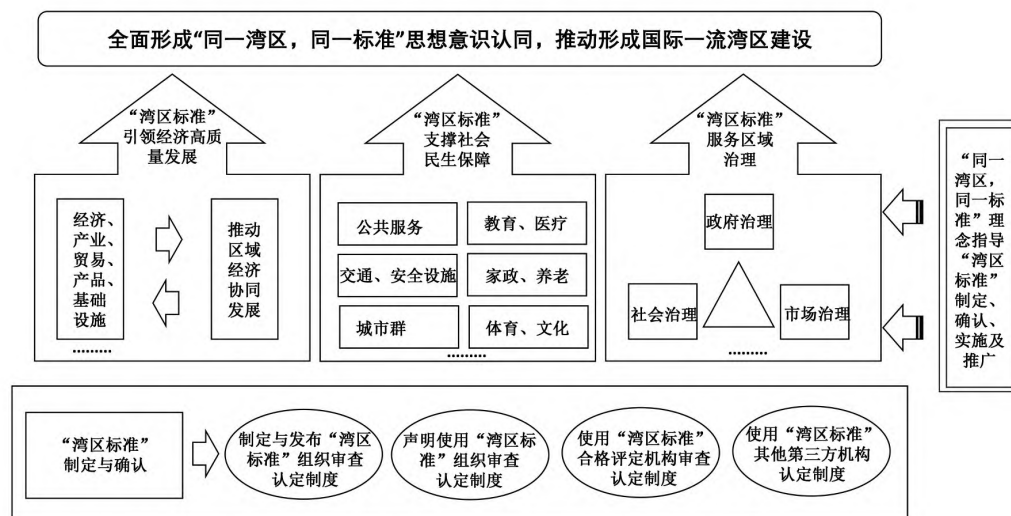 全面形成“同一湾区，同一标准”思想意识认同，推动形成国际一流湾区建设
“湾区标准”
引领经济高质
量发展
“湾区标准”
支撑社会
民生保障
“湾区标准”
服务区域
治理
经济、
产业、
贸易、
产品、
基础
设施
推动
区域
经济
协同
发展
………
公共服务
教育、医疗
交通、安全设施
家政、养老
城市群
体育、文化
………
政府治理
社会治理
市场治理
………
“同一
湾区，
同一标
准”理
念指导
“湾区
标准”
制定、
确认、
实施及
推广
“湾区标准”
制定与确认
制定与发布“湾区
标准”组织审查
认定制度
声明使用“湾区标
准”组织审查
认定制度
使用“湾区标准”
合格评定机构审查
认定制度
使用“湾区标准”
其他第三方机构
认定制度